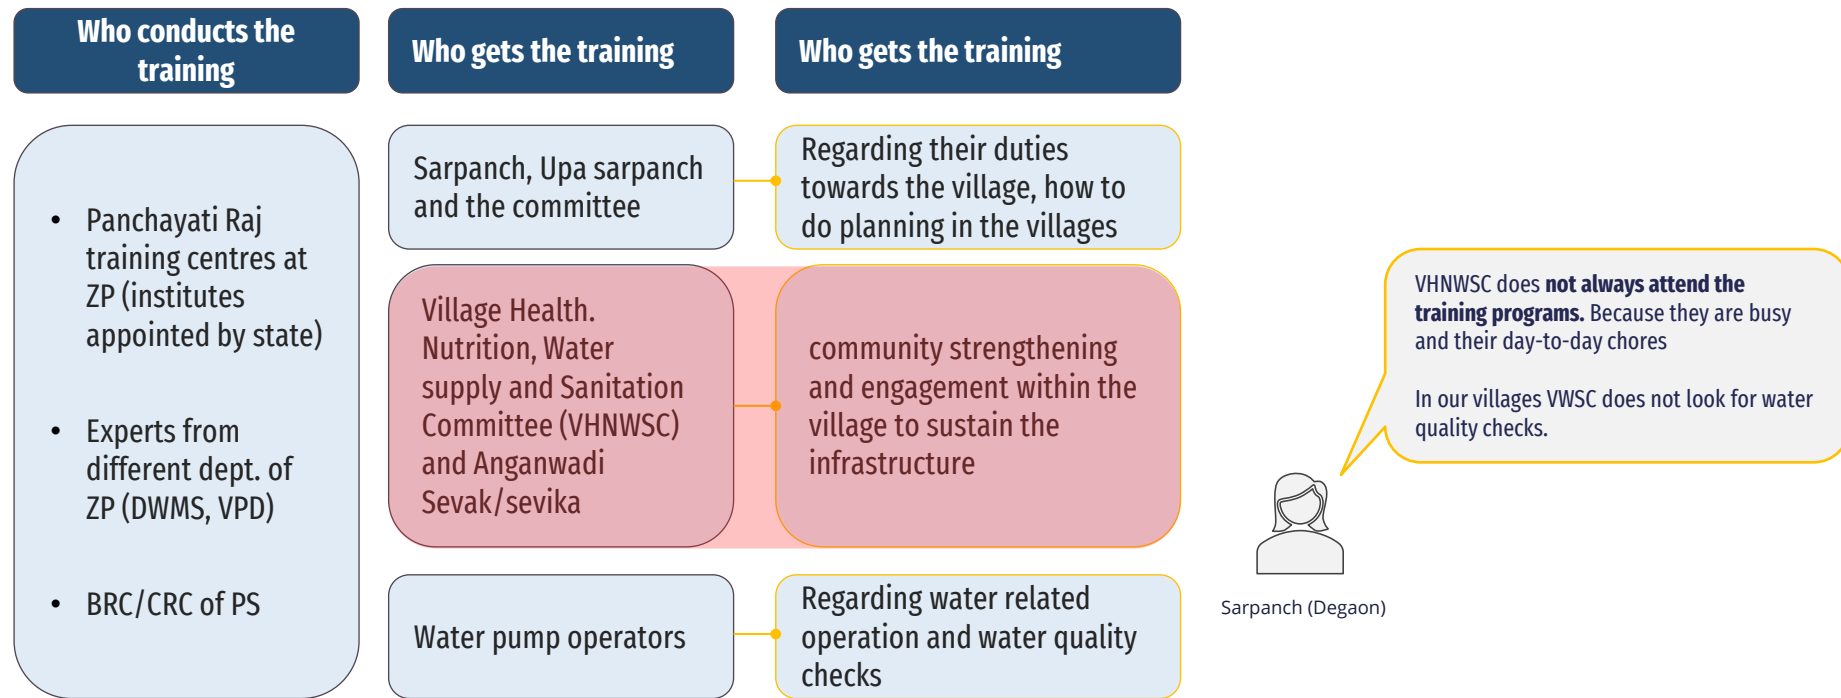 Who conducts the
training
Who gets the training
Who gets the training
• Panchayati Raj
training centres at
ZP (institutes
appointed by state)
• Experts from
different dept. of
ZP (DWMS, VPD)
• BRC/CRC of PS
Sarpanch, Upa sarpanch
and the committee
Regarding their duties
towards the village, how to
do planning in the villages
Village Health.
Nutrition, Water
supply and Sanitation
Committee (VHNWSC)
and Anganwadi
Sevak/sevika
community strengthening
and engagement within the
village to sustain the
infrastructure
Water pump operators
Regarding water related
operation and water quality
checks
VHNWSC does not always attend the
training programs. Because they are busy
and their day-to-day chores
In our villages VWSC does not look for water
quality checks.
Sarpanch (Degaon)